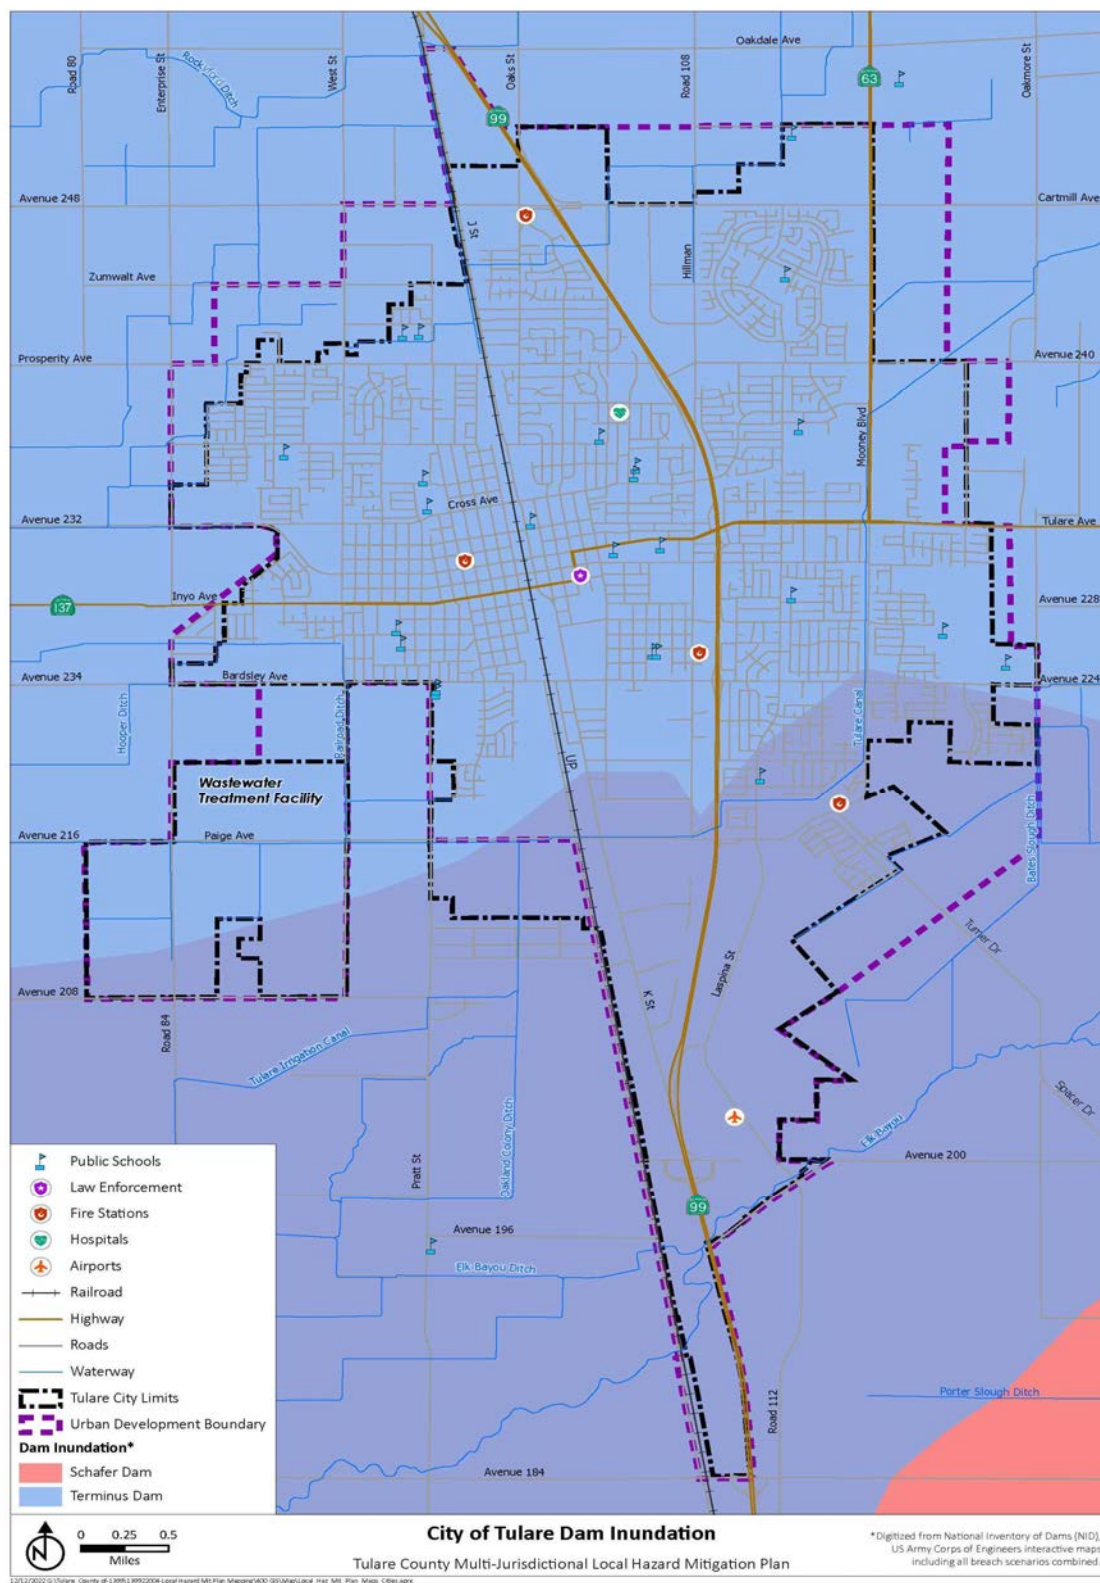 Oakdale Ave
Road 80
Enterprise St
Rocksford Ditch
West St
Oaks St
Road 108
63
Oakmore St
99
Avenue 248
Cartmill Ave
J St
Hillman
Zumwalt Ave
Prosperity Ave
Avenue 240
Mooney Blvd
Cross Ave
Avenue 232
Tulare Ave
Inyo Ave
137
Avenue 228
Avenue 234
Bardsley Ave
Avenue 224
Hooper Ditch
Railroad Ditch
Tulare Canal
UP
Wastewater
Treatment Facility
Avenue 216
Paige Ave
Bates Slough Ditch
Turner Dr
Laspina St
K St
Avenue 208
Road 84
Tulare Irrigation Canal
Spacer Dr
Oakland Colony Ditch
Elk Bayou
Pratt St
Avenue 200
99
Avenue 196
Elk Bayou Ditch
Porter Slough Ditch
Road 112
Avenue 184
Public Schools
Law Enforcement
Fire Stations
Hospitals
Airports
Railroad
Highway
Roads
Waterway
Tulare City Limits
Urban Development Boundary
Dam Inundation*
Schafer Dam
Terminus Dam
N
0 0.25 0.5
Miles
City of Tulare Dam Inundation
Tulare County Multi-Jurisdictional Local Hazard Mitigation Plan
*Digitized from National Inventory of Dams (NID),
US Army Corps of Engineers interactive maps
including all breach scenarios combined.